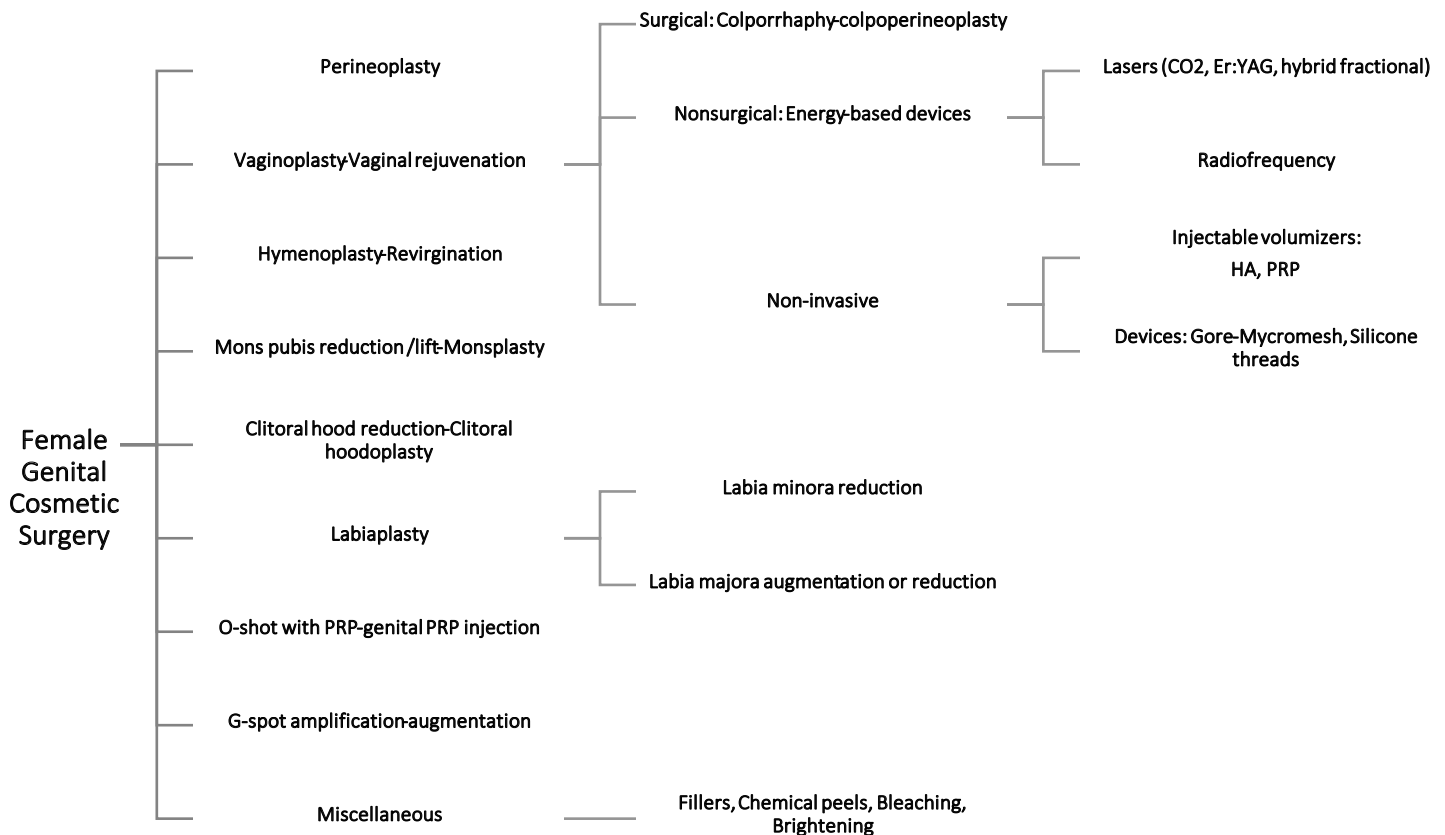 Female
Genital
Cosmetic
Surgery
Perineoplasty
Vaginoplasty-Vaginal rejuvenation
Surgical: Colporrhaphy-colpoperineoplasty
Nonsurgical: Energy-based devices
Lasers (CO2, Er:YAG, hybrid fractional)
Radiofrequency
Non-invasive
Injectable volumizers:
HA, PRP
Devices: Gore-Mycromesh, Silicone
threads
Hymenoplasty-Revirgination
Mons pubis reduction /lift-Monsplasty
Clitoral hood reduction-Clitoral
hoodoplasty
Labiaplasty
Labia minora reduction
Labia majora augmentation or reduction
O-shot with PRP-genital PRP injection
G-spot amplification-augmentation
Miscellaneous
Fillers, Chemical peels, Bleaching,
Brightening